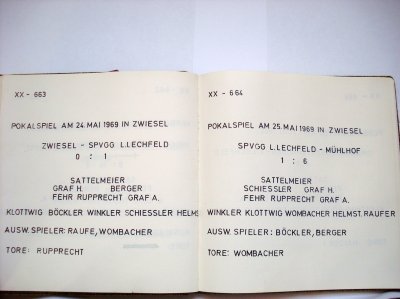 XX - 663
POKALSPIEL AM 24. MAI 1969 IN ZWIESEL
ZWIESEL - SPVGG L.LECHFELD
0 : 1
SATTELMEIER
GRAF H. BERGER
FEHR RUPPRECHT GRAF A.
KLOTTWIG BÖCKLER WINKLER SCHIESSLER HELMS
AUSW. SPIELER: RAUFE, WOMBACHER
TORE: RUPPRECHT
XX - 664
POKALSPIEL AM 25. MAI 1969 IN ZWIESEL
SPVGG L.LECHFELD - MÜHLHOF
1 : 6
SATTELMEIER
SCHIESSLER GRAF H.
FEHR RUPPRECHT GRAF A.
WINKLER KLOTTWIG WOMBACHER HELMST. RAUFER
AUSW. SPIELER: BÖCKLER, BERGER
TORE: WOMBACHER